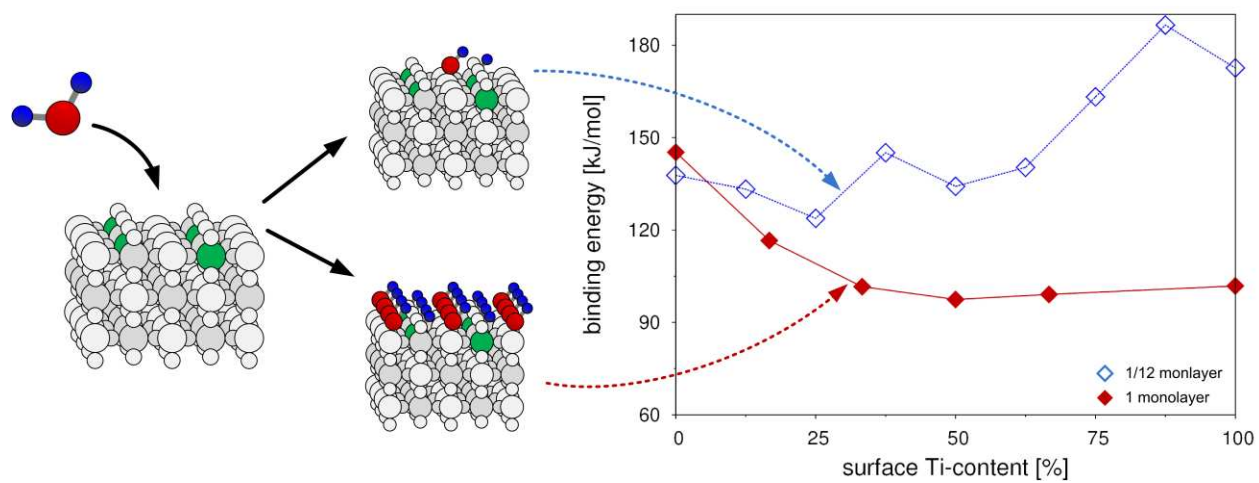 binding energy [kJ/mol]
180
150
120
90
60
1/12 monlayer
1 monolayer
0
25
50
75
100
surface Ti-content [%]